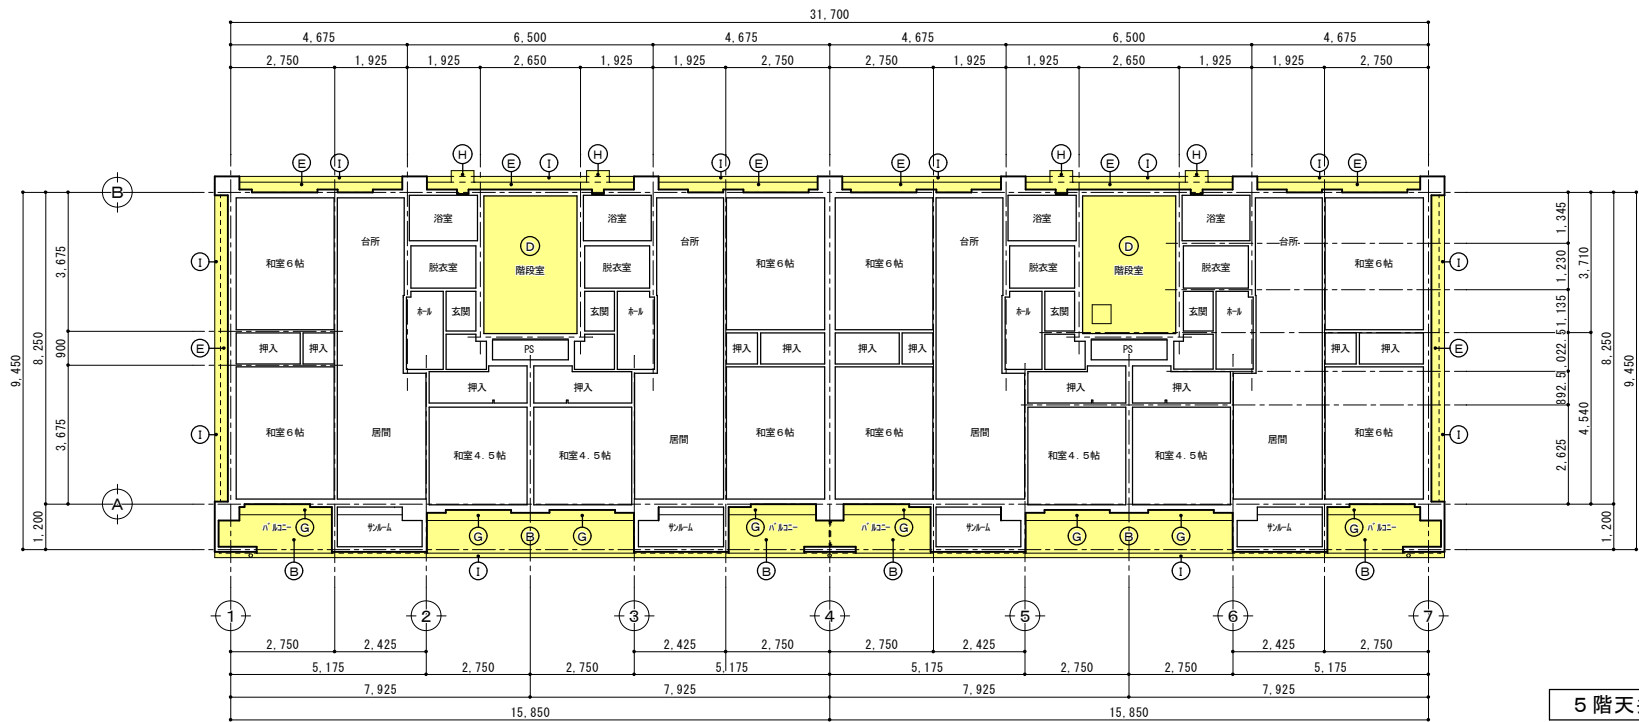 31,700
4,675 6,500 4,675 4,675 6,500 4,675
2,750 1,925 1,925 2,650 1,925 1,925 2,750 2,750 1,925 1,925 2,650 1,925 1,925 2,750
H H H H
E I E I I E E I E I I E
B
浴室 浴室 浴室 浴室
台所 台所 台所 台所
D D
和室6帖 脱衣室 階段室 脱衣室 和室6帖 和室6帖 脱衣室 階段室 脱衣室 和室6帖
I I
ホール 玄関 玄関 ホール ホール 玄関 玄関 ホール
押入 押入 PS 押入 押入 押入 押入 PS 押入 押入
E E
押入 押入 押入 押入
和室6帖 居間 和室4.5帖 和室4.5帖 居間 和室6帖 和室6帖 居間 和室4.5帖 和室4.5帖 居間 和室6帖
I I
A
バルコニー G サンルーム サンルーム G バルコニー バルコニー G サンルーム サンルーム G バルコニー
G B G G B G
B I B B I B
3,675
900
3,675
8,250
9,450
1,200
1,345
1,230
1,135
1,022.5
892.5
2,625
3,710
4,540
8,250
1,200
9,450
1 2 3 4 5 6 7
2,750 2,425 2,425 2,750 2,750 2,425 2,425 2,750
5,175 2,750 2,750 5,175 5,175 2,750 2,750 5,175
7,925 7,925 7,925 7,925
15,850 15,850
5階天